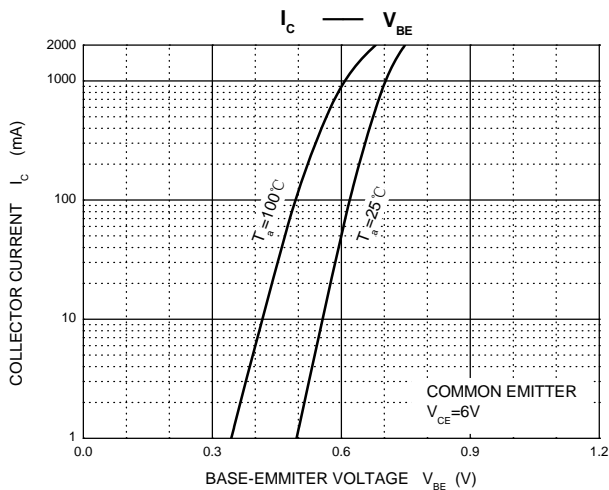 I_C —— V_BE
COLLECTOR CURRENT I_C (mA)
2000
1000
100
10
1
T_a=100℃
T_a=25℃
COMMON EMITTER
V_CE=6V
0.0 0.3 0.6 0.9 1.2
BASE-EMMITER VOLTAGE V_BE (V)